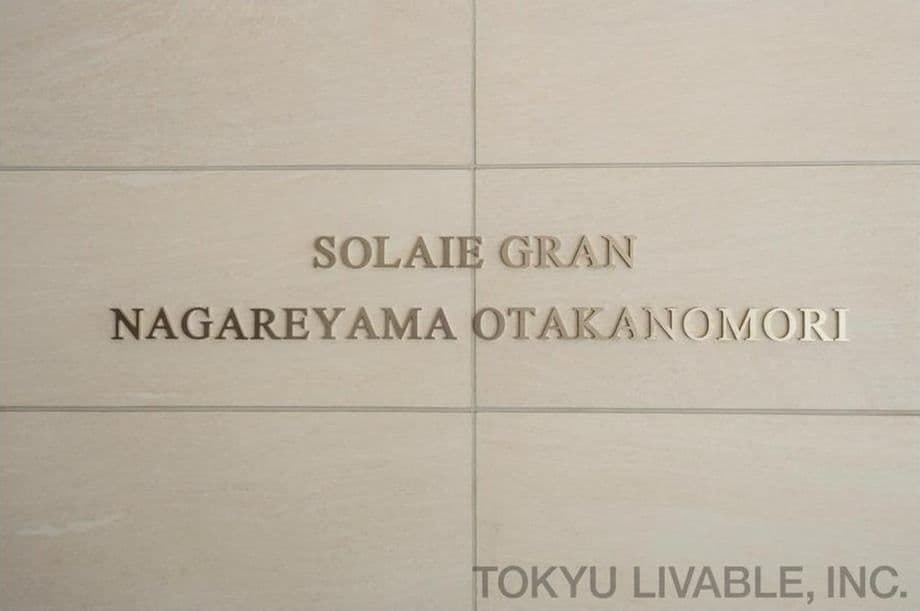 SOLAIE GRAN
NAGAREYAMA OTAKANOMORI
TOKYU LIVABLE, INC.